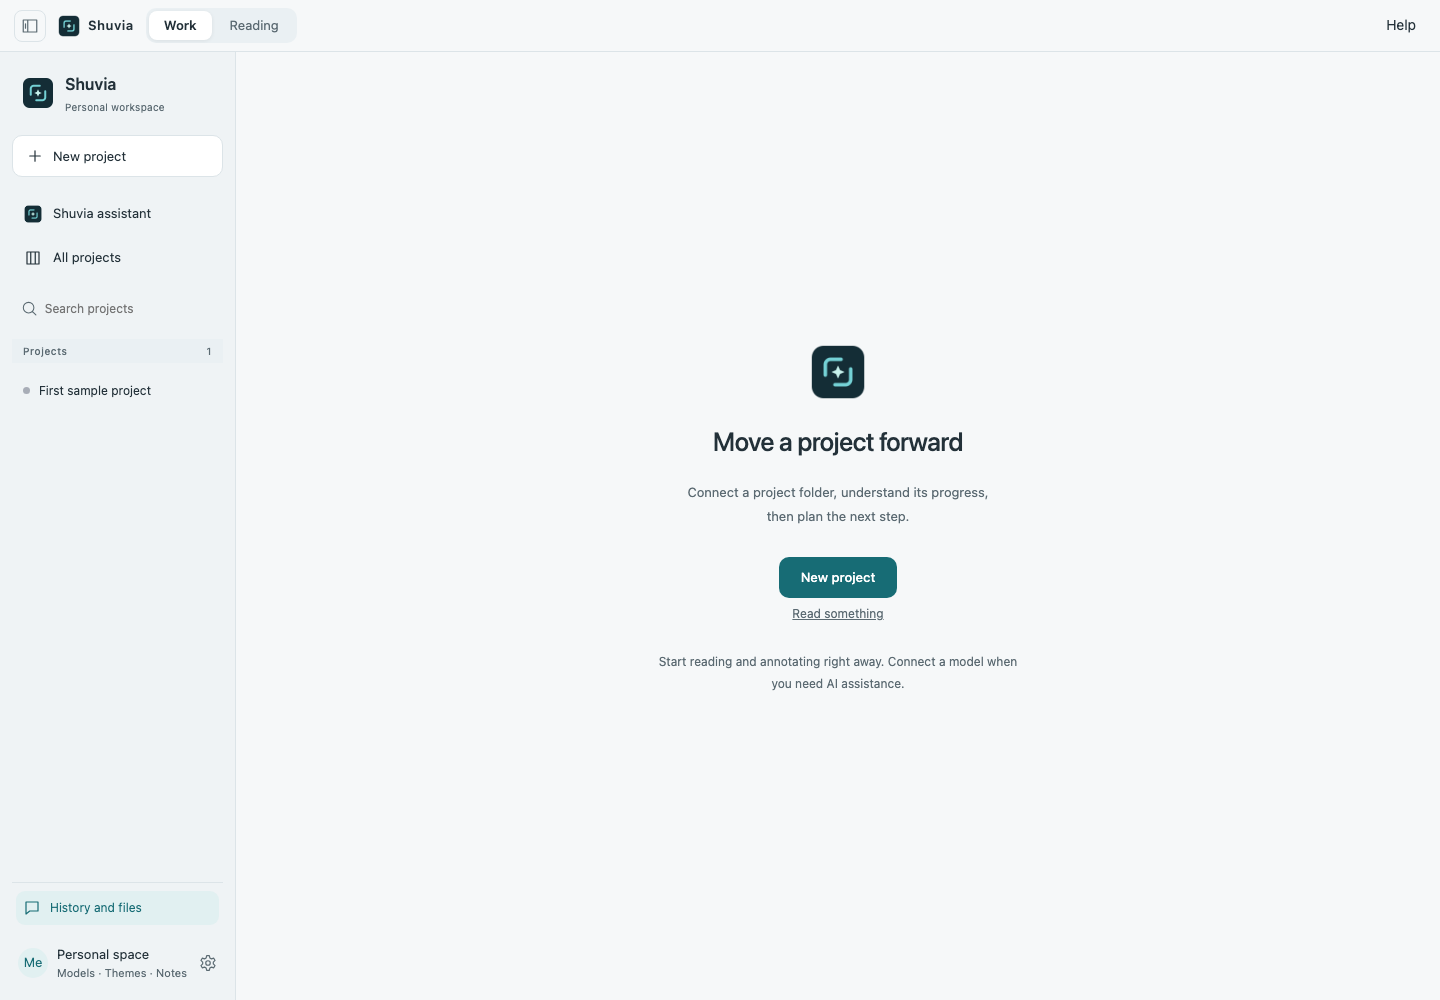 Shuvia
Work
Reading
Help
Shuvia
Personal workspace
New project
Shuvia assistant
All projects
Search projects
Projects 1
First sample project
History and files
Me
Personal space
Models · Themes · Notes
Move a project forward
Connect a project folder, understand its progress,
then plan the next step.
New project
Read something
Start reading and annotating right away. Connect a model when
you need AI assistance.